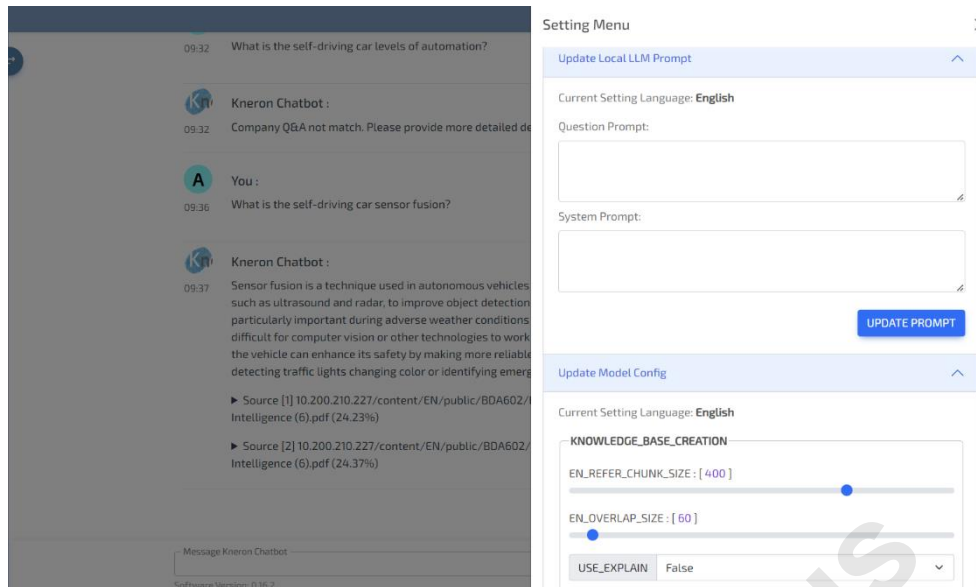 09:32 What is the self-driving car levels of automation?
Kn
Kneron Chatbot :
09:32 Company Q&A not match. Please provide more detailed de
A
You :
09:36 What is the self-driving car sensor fusion?
Kn
Kneron Chatbot :
09:37 Sensor fusion is a technique used in autonomous vehicles
such as ultrasound and radar, to improve object detection
particularly important during adverse weather conditions
difficult for computer vision or other technologies to work
the vehicle can enhance its safety by making more reliable
detecting traffic lights changing color or identifying emerg
▶ Source [1] 10.200.210.227/content/EN/public/BDA602/
Intelligence (6).pdf (24.23%)
▶ Source [2] 10.200.210.227/content/EN/public/BDA602/
Intelligence (6).pdf (24.37%)
Message Kneron Chatbot
Software Version: 0.16.2
Setting Menu
Update Local LLM Prompt
Current Setting Language: English
Question Prompt:
System Prompt:
UPDATE PROMPT
Update Model Config
Current Setting Language: English
KNOWLEDGE_BASE_CREATION
EN_REFER_CHUNK_SIZE : [ 400 ]
EN_OVERLAP_SIZE : [ 60 ]
USE_EXPLAIN False